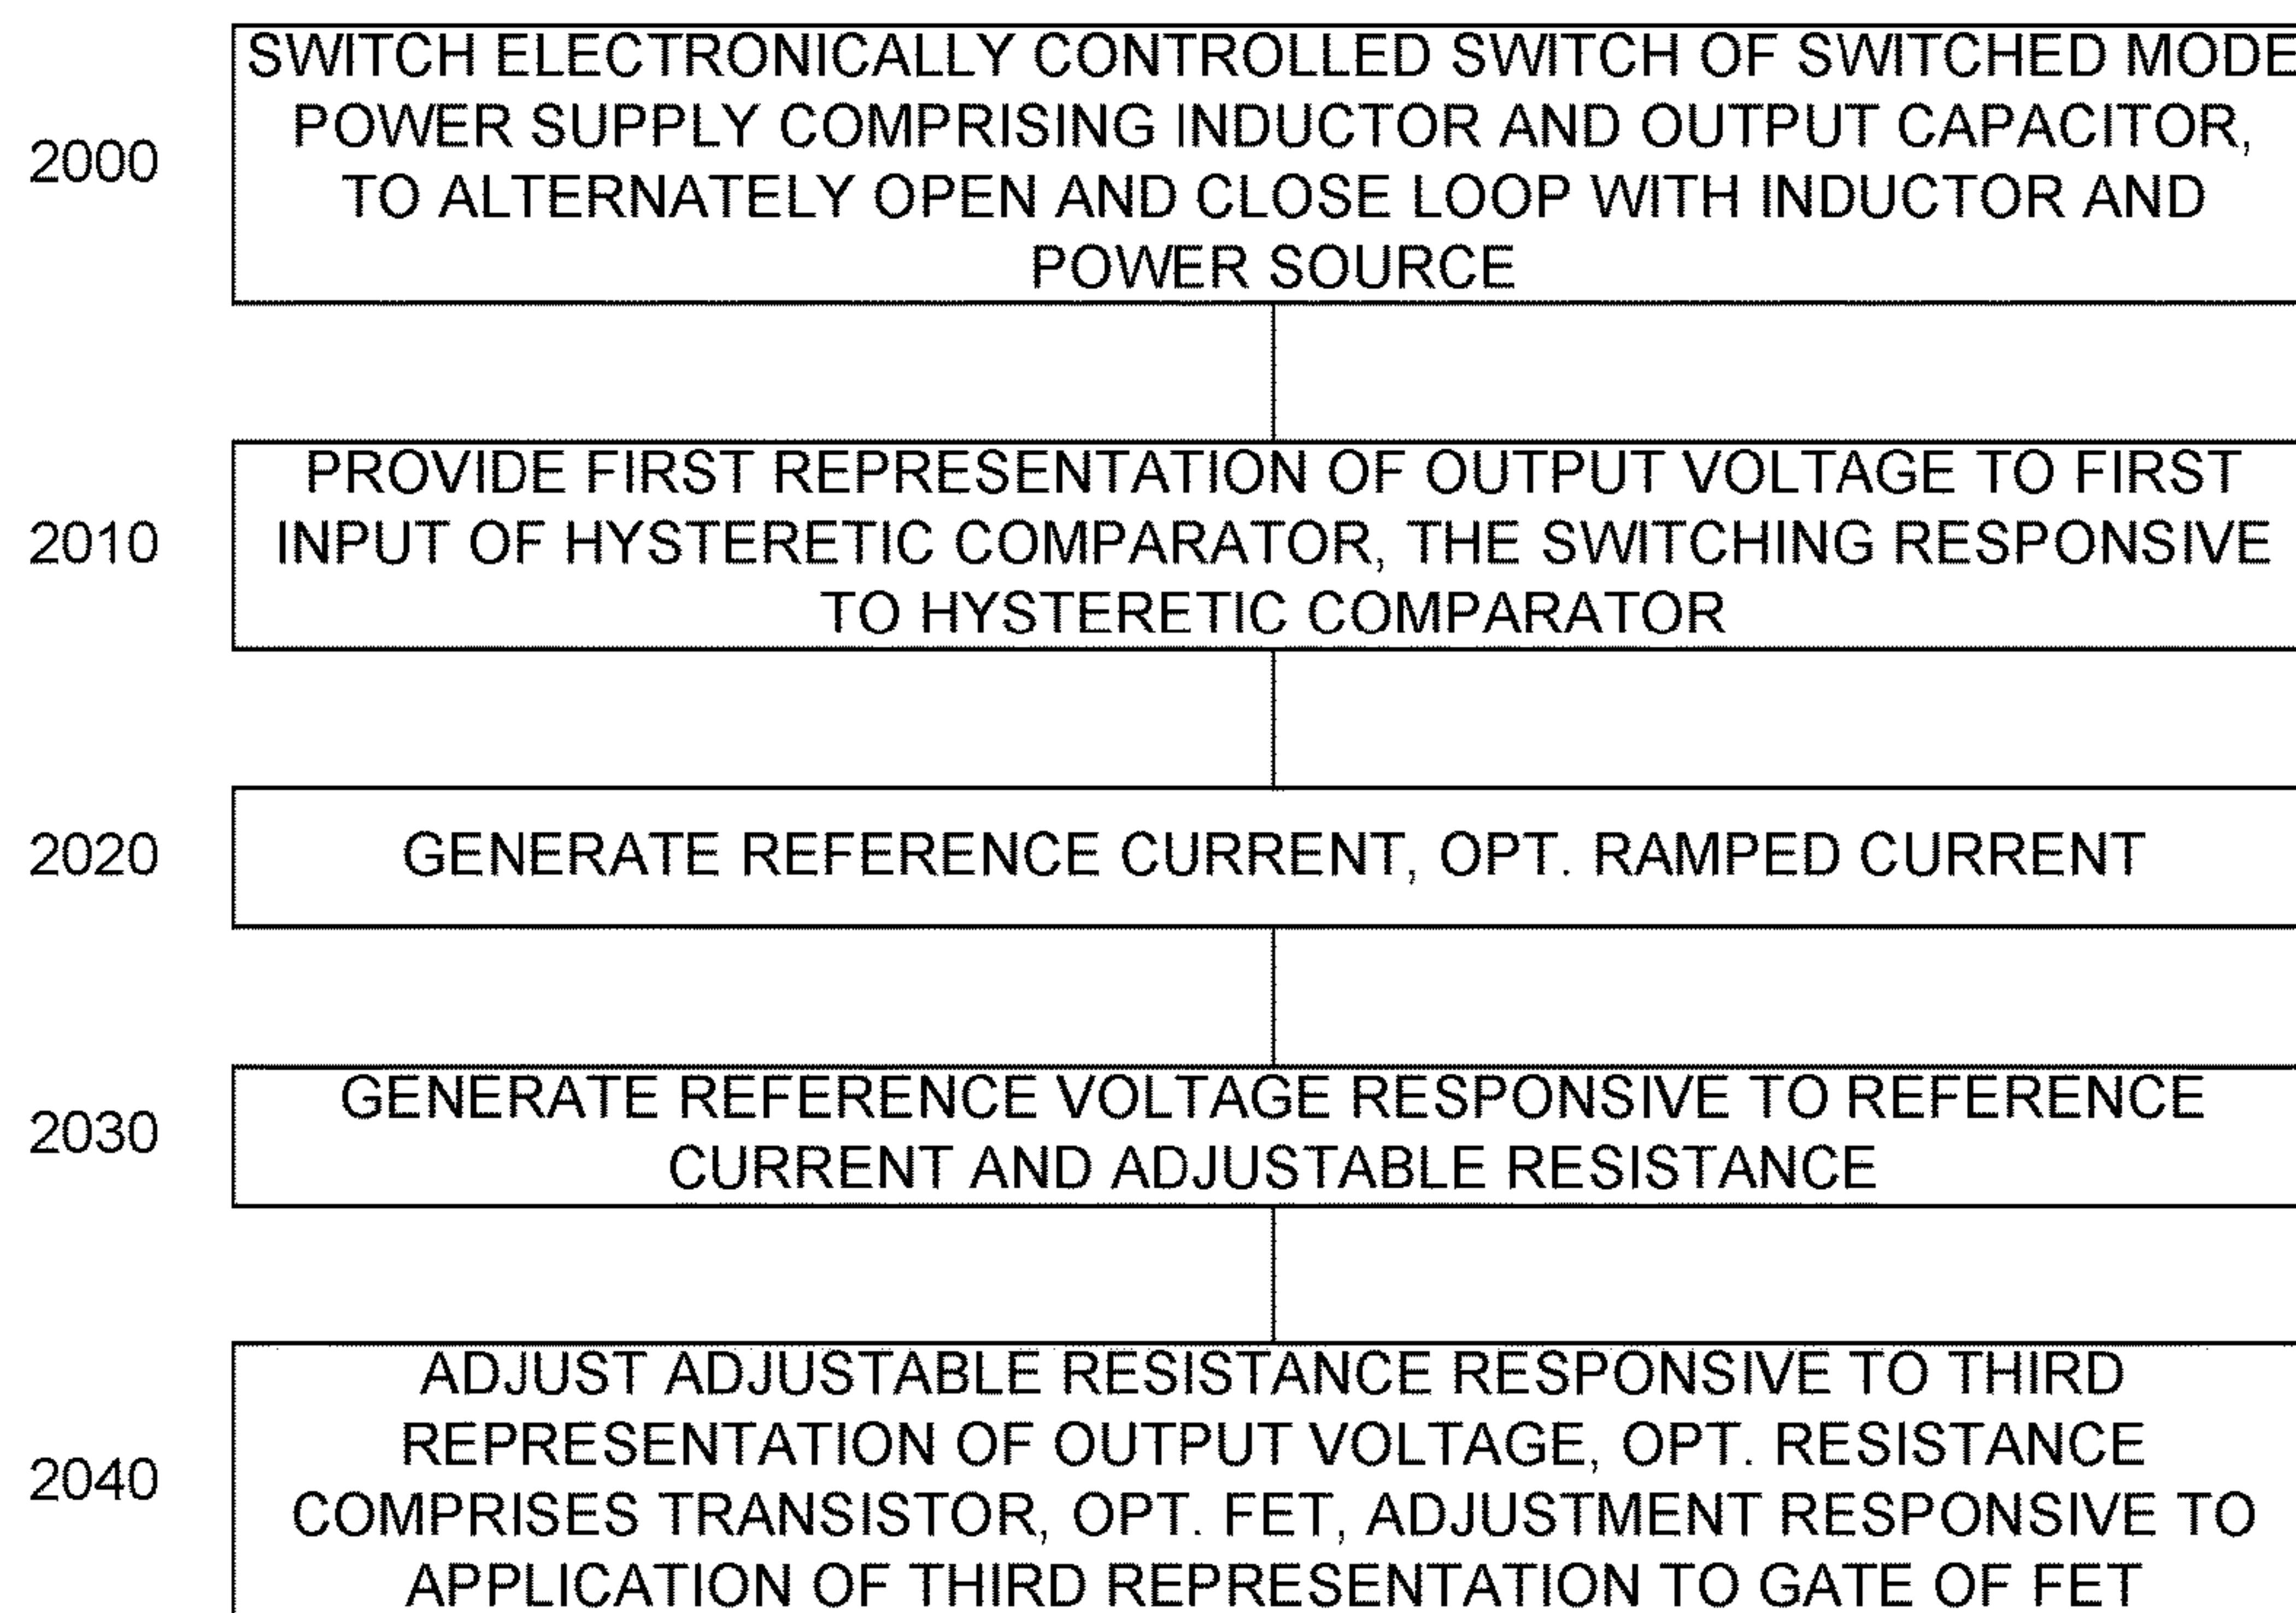 SWITCH ELECTRONICALLY CONTROLLED SWITCH OF SWITCHED MODE
POWER SUPPLY COMPRISING INDUCTOR AND OUTPUT CAPACITOR,
2000
TO ALTERNATELY OPEN AND CLOSE LOOP WITH INDUCTOR AND
POWER SOURCE
PROVIDE FIRST REPRESENTATION OF OUTPUT VOLTAGE TO FIRST
2010
INPUT OF HYSTERETIC COMPARATOR, THE SWITCHING RESPONSIVE
TO HYSTERETIC COMPARATOR
2020
GENERATE REFERENCE CURRENT, OPT. RAMPED CURRENT
GENERATE REFERENCE VOLTAGE RESPONSIVE TO REFERENCE
2030
CURRENT AND ADJUSTABLE RESISTANCE
ADJUST ADJUSTABLE RESISTANCE RESPONSIVE TO THIRD
REPRESENTATION OF OUTPUT VOLTAGE, OPT. RESISTANCE
2040
COMPRISES TRANSISTOR, OPT. FET, ADJUSTMENT RESPONSIVE TO
APPLICATION OF THIRD REPRESENTATION TO GATE OF FET